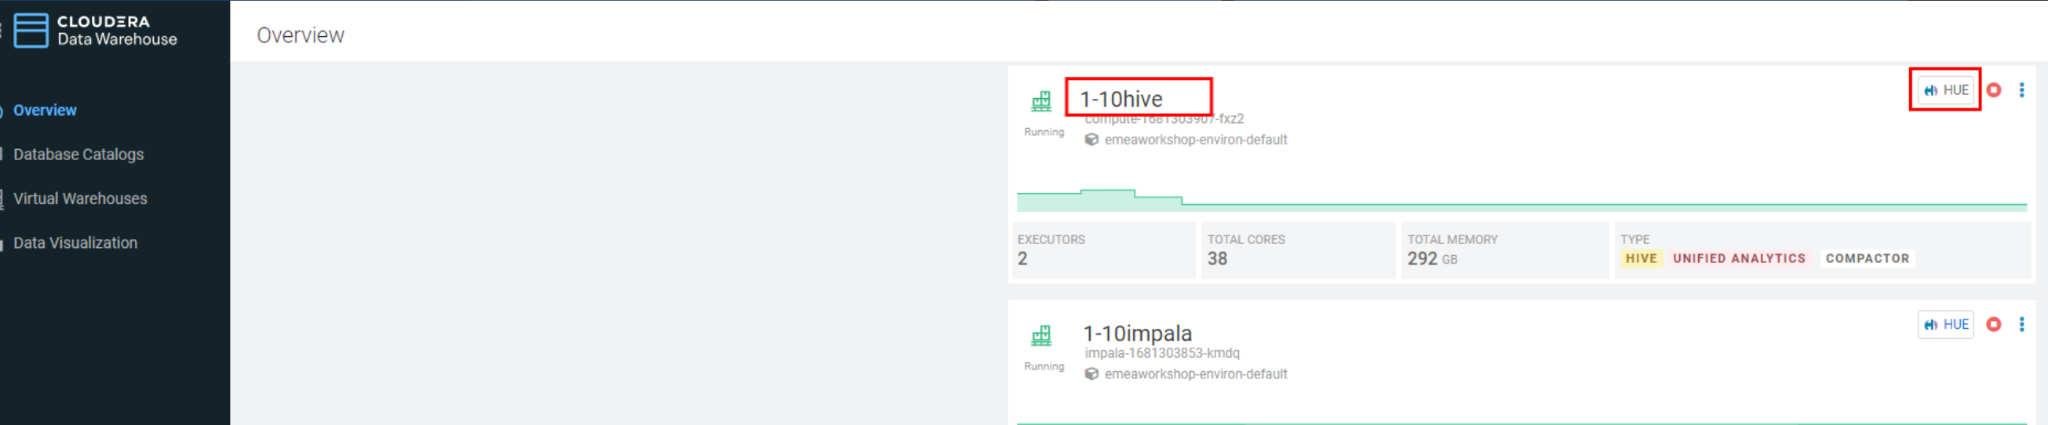 CLOUDERA
Data Warehouse
Overview
Database Catalogs
Virtual Warehouses
Data Visualization
Overview
1-10hive
HUE
compute-1681303907-fxz2
Running
emeaworkshop-environ-default
EXECUTORS
2
TOTAL CORES
38
TOTAL MEMORY
292 GB
TYPE
HIVE UNIFIED ANALYTICS COMPACTOR
1-10impala
HUE
impala-1681303853-kmdq
Running
emeaworkshop-environ-default